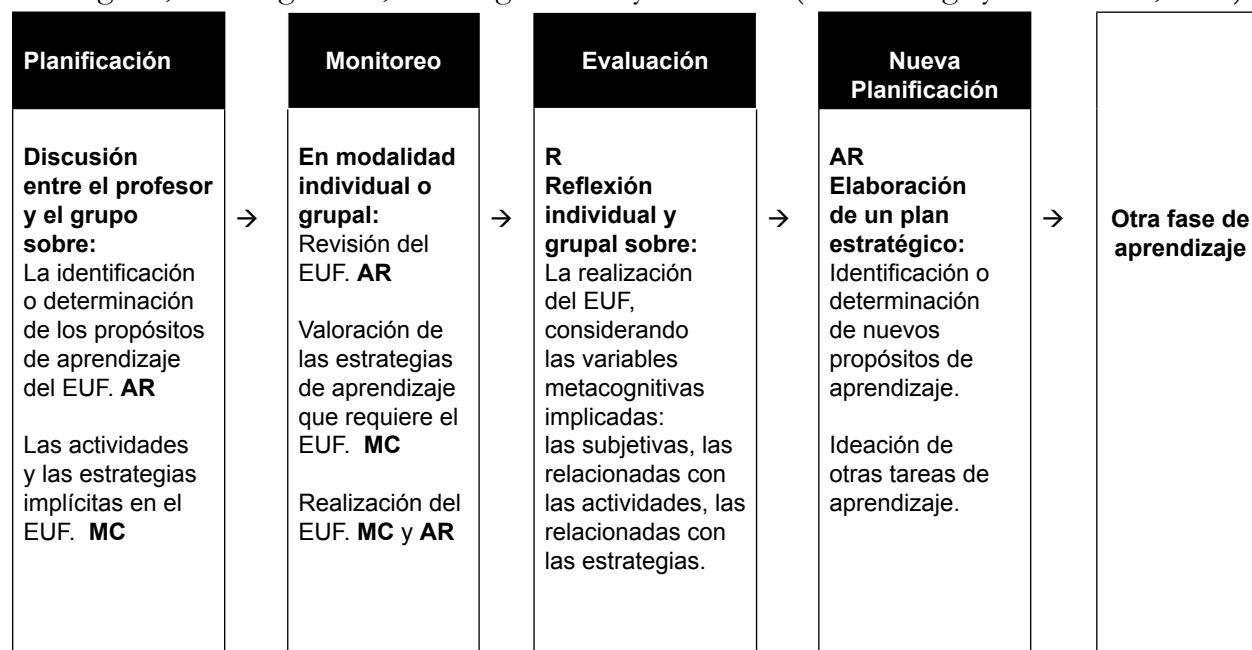 Planificación
Discusión
entre el profesor
y el grupo
sobre:
La identificación
o determinación
de los propósitos
de aprendizaje
del EUF. AR
Las actividades
y las estrategias
implícitas en el
EUF. MC
→
Monitoreo
En modalidad
individual o
grupal:
Revisión del
EUF. AR
Valoración de
las estrategias
de aprendizaje
que requiere el
EUF. MC
Realización del
EUF. MC y AR
→
Evaluación
R
Reflexión
individual y
grupal sobre:
La realización
del EUF,
considerando
las variables
metacognitivas
implicadas:
las subjetivas, las
relacionadas con
las actividades, las
relacionadas con
las estrategias.
→
Nueva
Planificación
AR
Elaboración
de un plan
estratégico:
Identificación o
determinación
de nuevos
propósitos de
aprendizaje.
Ideación de
otras tareas de
aprendizaje.
→
Otra fase de
aprendizaje